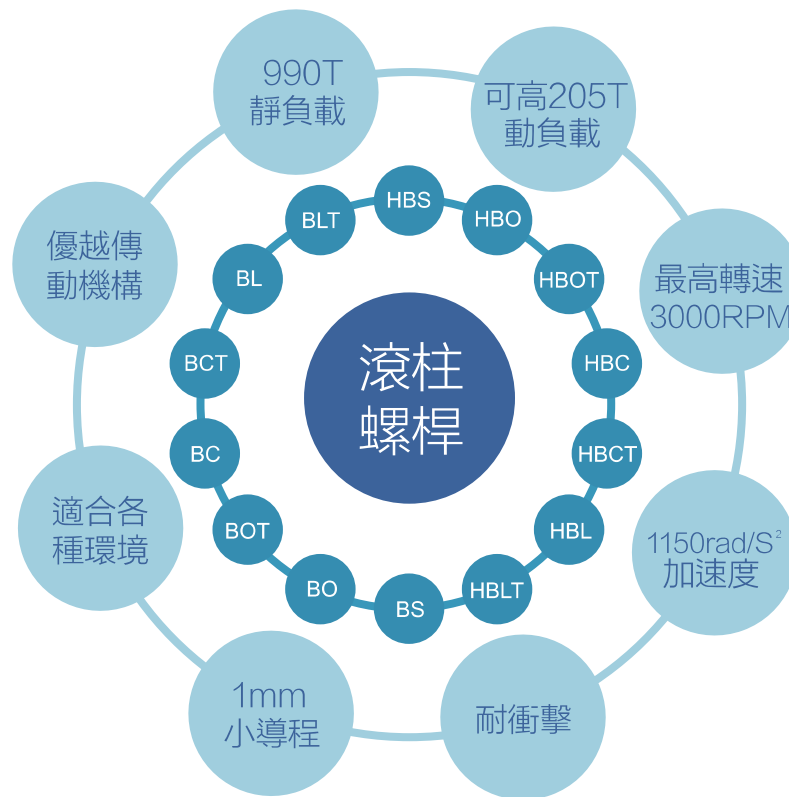 990T
靜負載
可高205T
動負載
最高轉速
3000RPM
1150rad/S²
加速度
耐衝擊
1mm
小導程
適合各
種環境
優越傳
動機構
HBS
HBO
HBOT
HBC
HBCT
HBL
HBLT
BS
BO
BOT
BC
BCT
BL
BLT
滾柱
螺桿